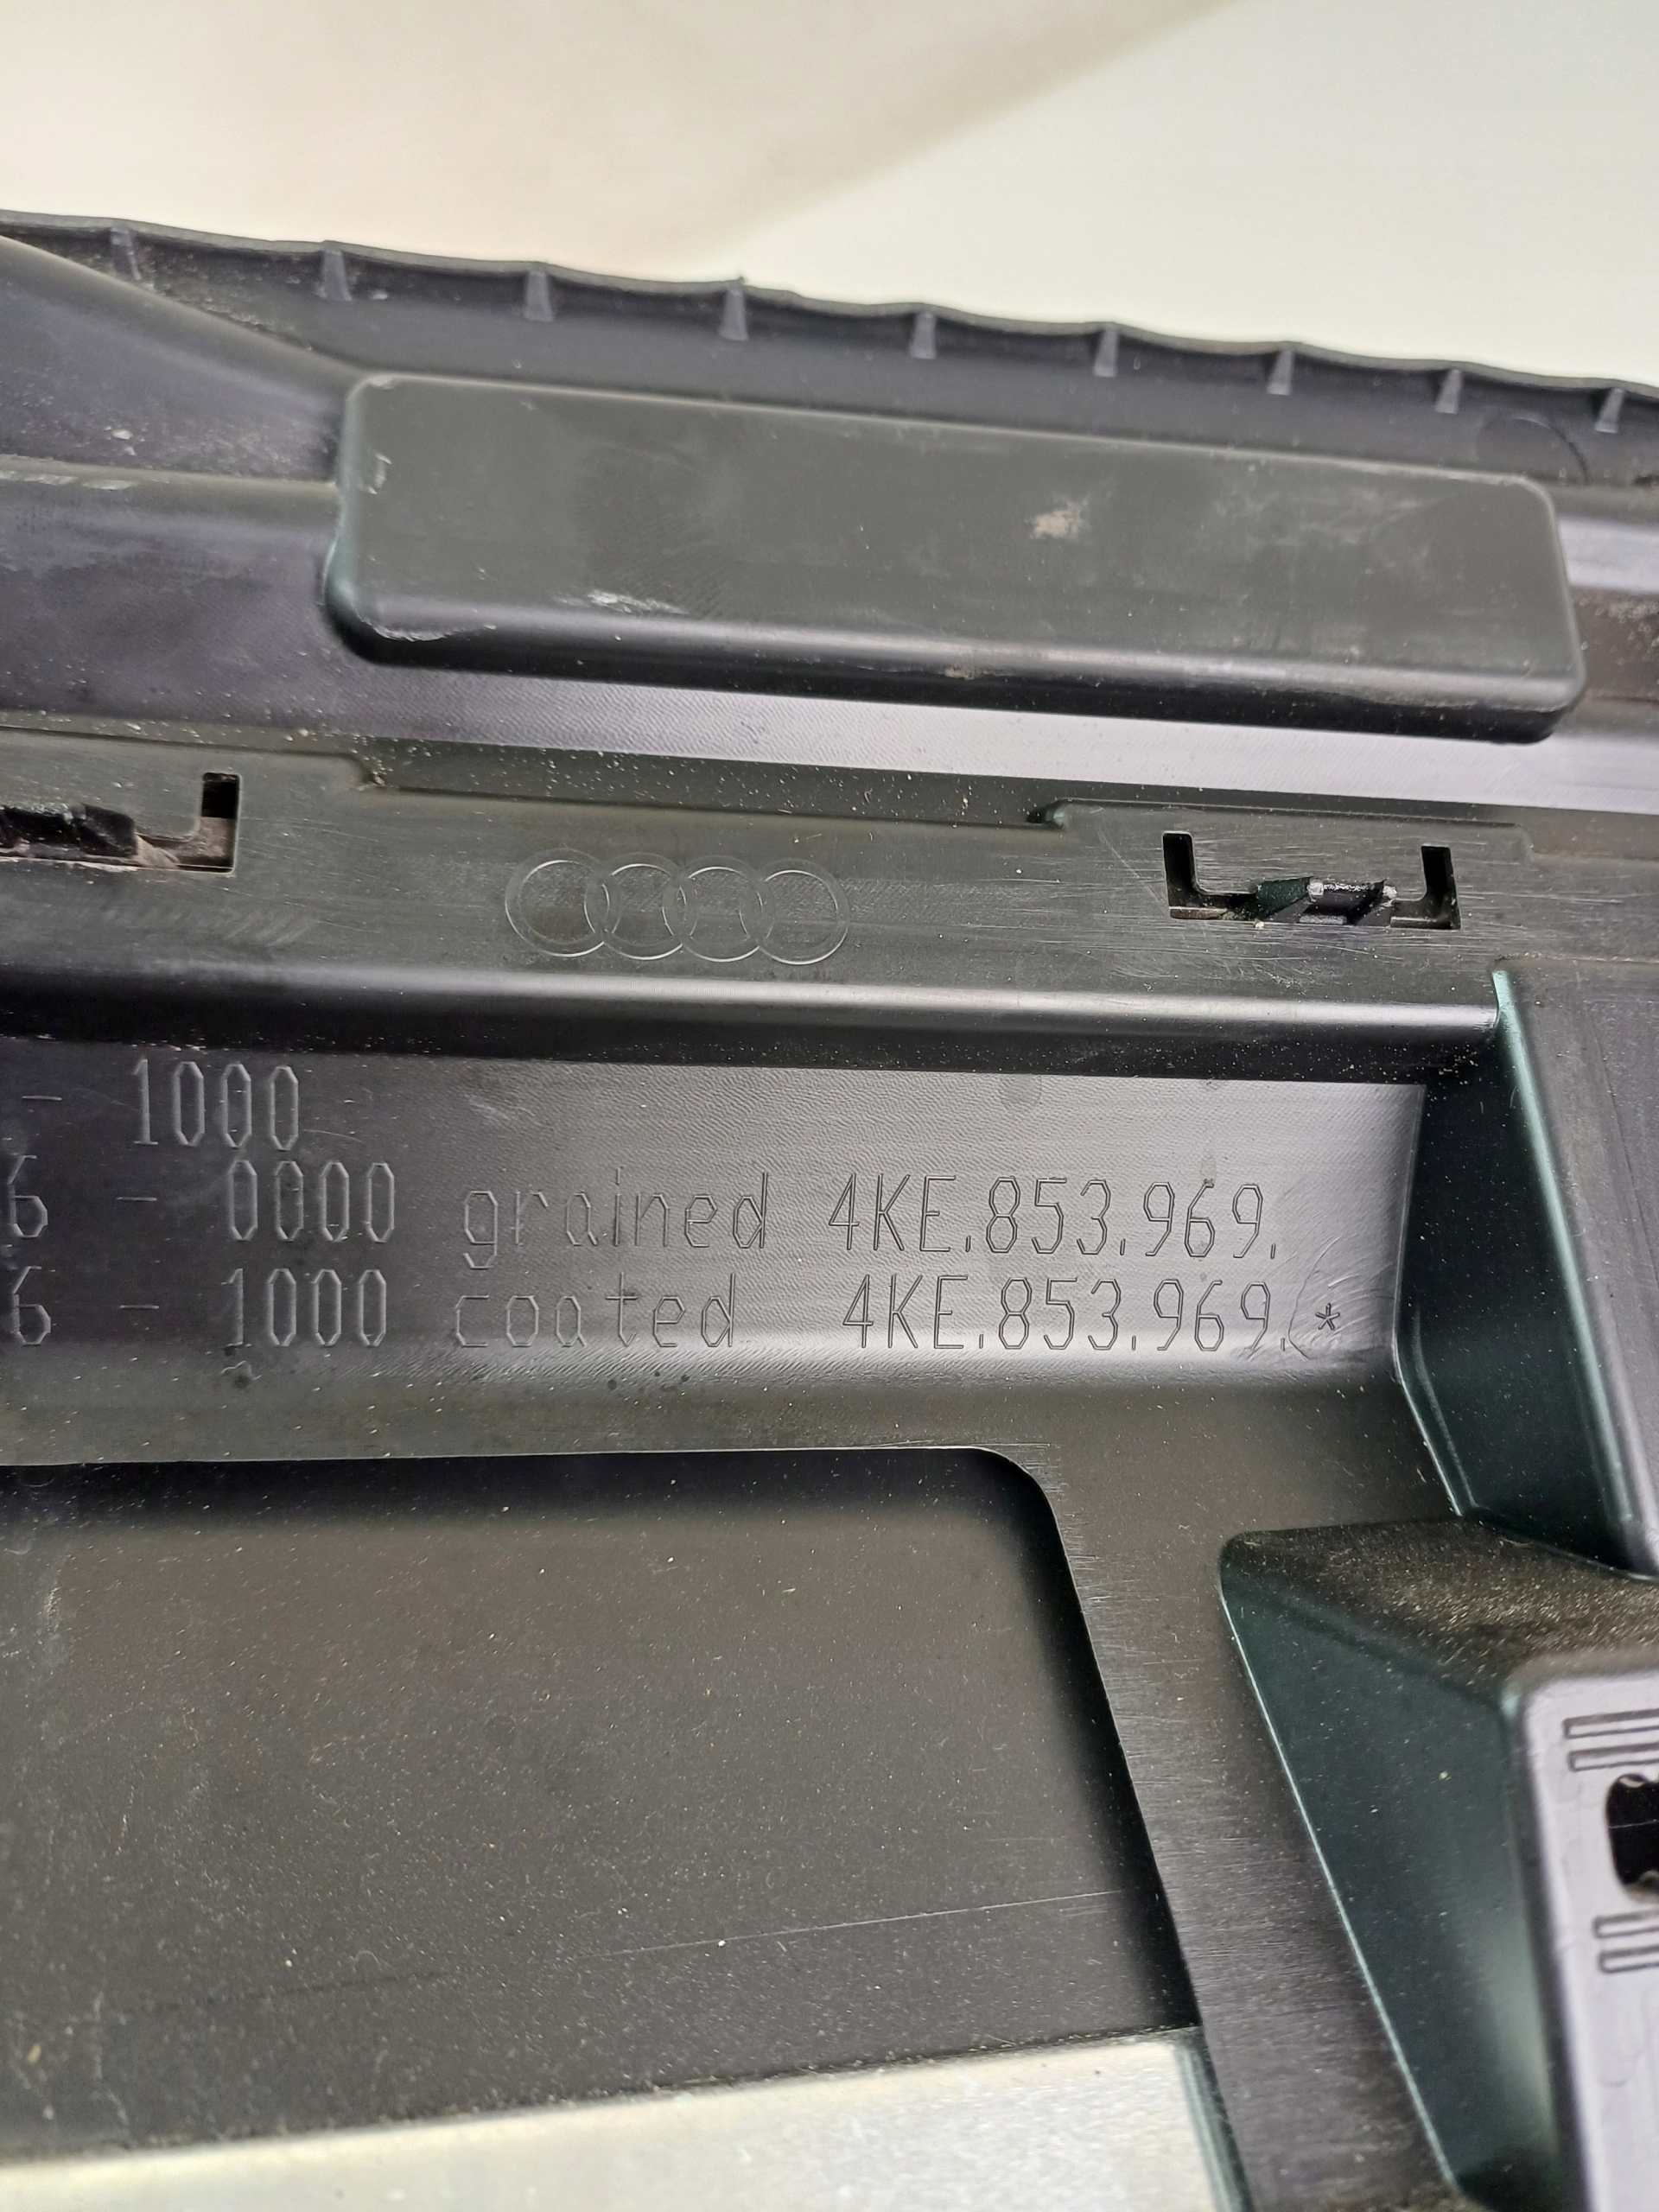 - 1000
6 - 0000 grained 4KE.853.969.
6 - 1000 coated 4KE.853.969.*